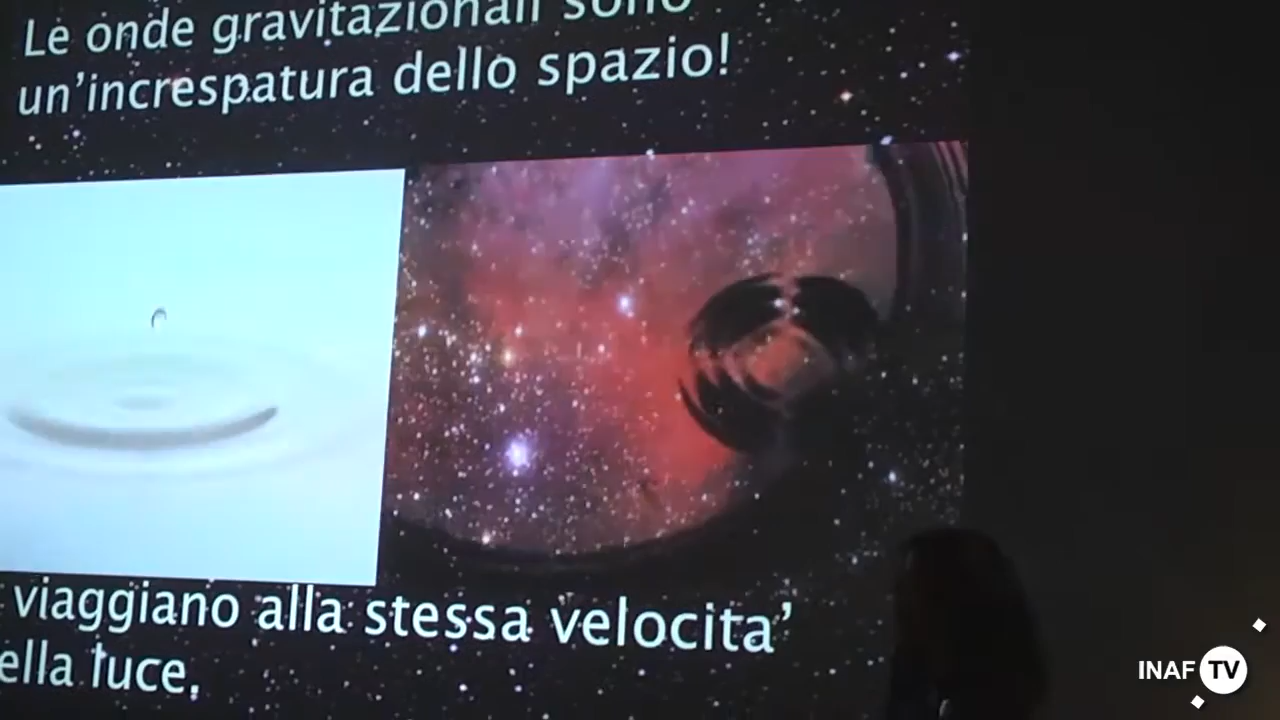 Le onde gravitazionali sono
un'increspatura dello spazio!
viaggiano alla stessa velocita'
ella luce,
INAF TV